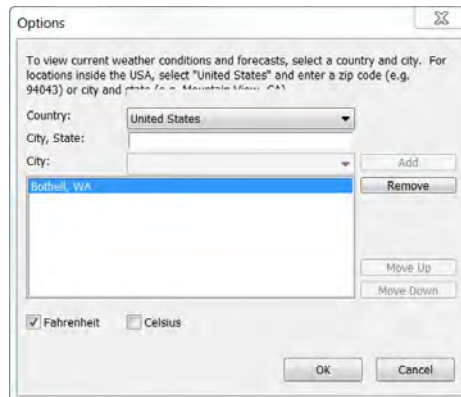 Options
To view current weather conditions and forecasts, select a country and city. For
locations inside the USA, select "United States" and enter a zip code (e.g.
94043) or city and
Country:
United States
City, State:
City:
Add
Bothell, WA
Remove
Move Up
Move Down
Fahrenheit
Celsius
OK
Cancel